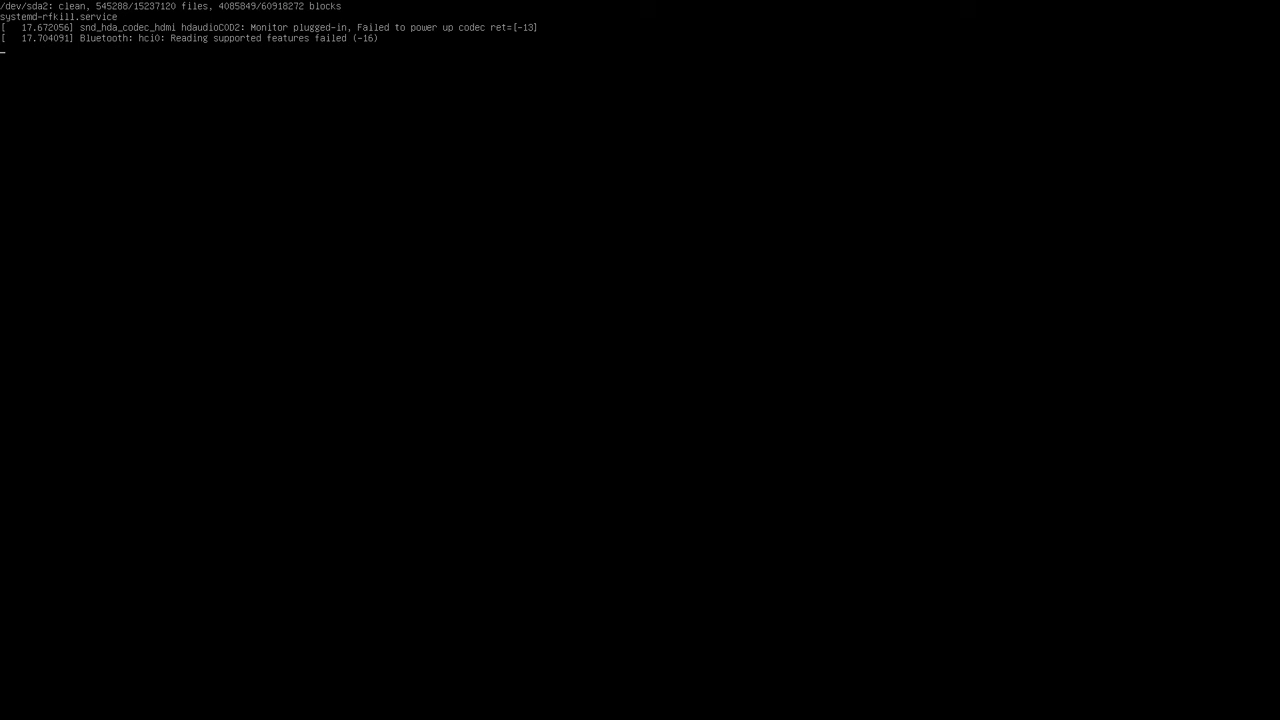 /dev/sda2: clean, 545288/15237120 files, 4085849/60918272 blocks
systemd-rfkill.service
[   17.672056] snd_hda_codec_hdmi hdaudioC0D2: Monitor plugged-in, Failed to power up codec ret=[-13]
[   17.704091] Bluetooth: hci0: Reading supported features failed (-16)